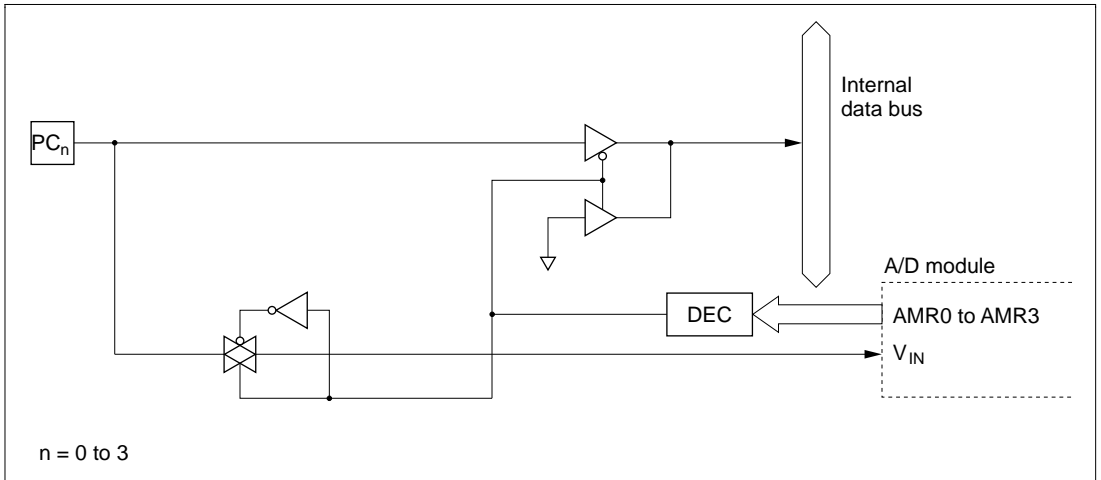 Internal
data bus
PCn
A/D module
DEC
AMR0 to AMR3
VIN
n = 0 to 3